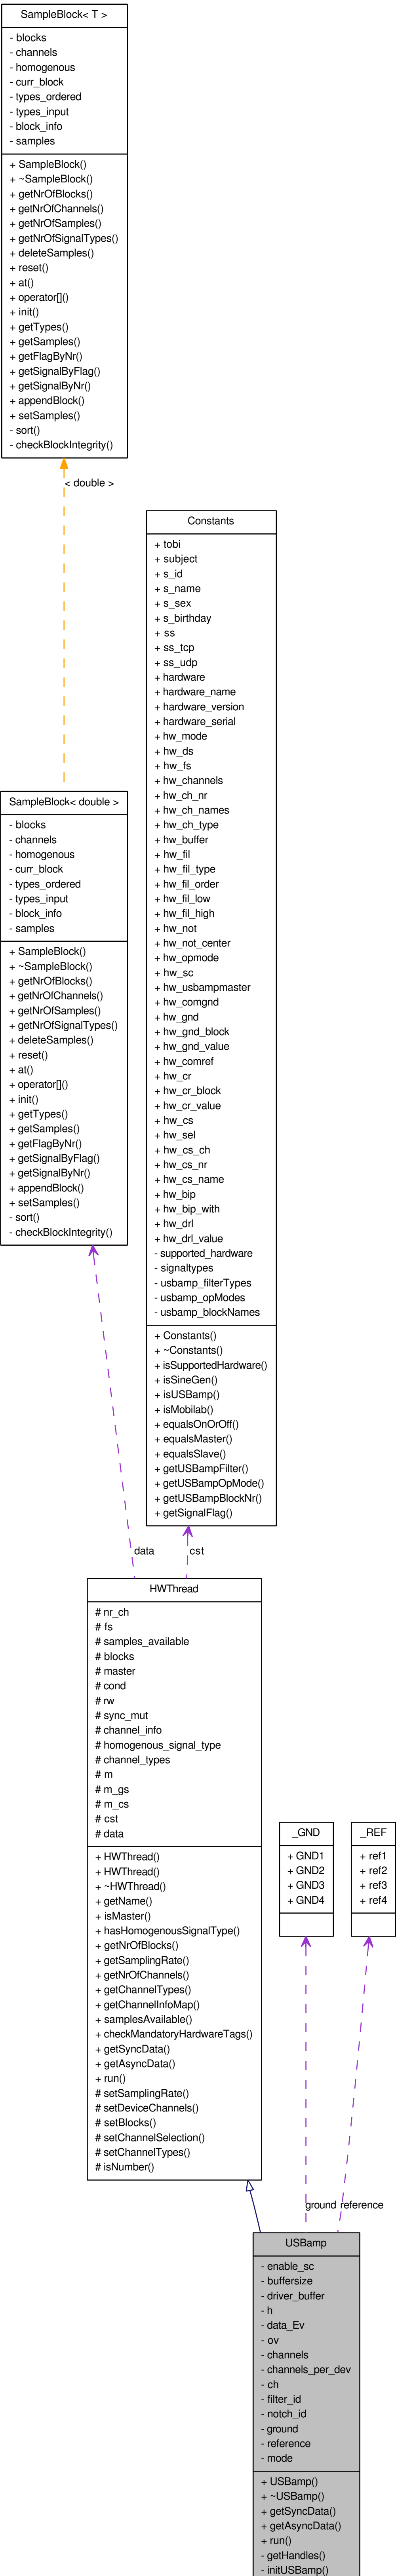 SampleBlock< T >
- blocks
- channels
- homogenous
- curr_block
- types_ordered
- types_input
- block_info
- samples
+ SampleBlock()
+ ~SampleBlock()
+ getNrOfBlocks()
+ getNrOfChannels()
+ getNrOfSamples()
+ getNrOfSignalTypes()
+ deleteSamples()
+ reset()
+ at()
+ operator[]()
+ init()
+ getTypes()
+ getSamples()
+ getFlagByNr()
+ getSignalByFlag()
+ getSignalByNr()
+ appendBlock()
+ setSamples()
- sort()
- checkBlockIntegrity()
< double >
Constants
+ tobi
+ subject
+ s_id
+ s_name
+ s_sex
+ s_birthday
+ ss
+ ss_tcp
+ ss_udp
+ hardware
+ hardware_name
+ hardware_version
+ hardware_serial
+ hw_mode
+ hw_ds
+ hw_fs
+ hw_channels
+ hw_ch_nr
+ hw_ch_names
+ hw_ch_type
+ hw_buffer
+ hw_fil
+ hw_fil_type
+ hw_fil_order
+ hw_fil_low
+ hw_fil_high
+ hw_not
+ hw_not_center
+ hw_opmode
+ hw_sc
+ hw_usbampmaster
+ hw_comgnd
+ hw_gnd
+ hw_gnd_block
+ hw_gnd_value
+ hw_comref
+ hw_cr
+ hw_cr_block
+ hw_cr_value
+ hw_cs
+ hw_sel
+ hw_cs_ch
+ hw_cs_nr
+ hw_cs_name
+ hw_bip
+ hw_bip_with
+ hw_drl
+ hw_drl_value
- supported_hardware
- signaltypes
- usbamp_filterTypes
- usbamp_opModes
- usbamp_blockNames
+ Constants()
+ ~Constants()
+ isSupportedHardware()
+ isSineGen()
+ isUSBamp()
+ isMobilab()
+ equalsOnOrOff()
+ equalsMaster()
+ equalsSlave()
+ getUSBampFilter()
+ getUSBampOpMode()
+ getUSBampBlockNr()
+ getSignalFlag()
SampleBlock< double >
- blocks
- channels
- homogenous
- curr_block
- types_ordered
- types_input
- block_info
- samples
+ SampleBlock()
+ ~SampleBlock()
+ getNrOfBlocks()
+ getNrOfChannels()
+ getNrOfSamples()
+ getNrOfSignalTypes()
+ deleteSamples()
+ reset()
+ at()
+ operator[]()
+ init()
+ getTypes()
+ getSamples()
+ getFlagByNr()
+ getSignalByFlag()
+ getSignalByNr()
+ appendBlock()
+ setSamples()
- sort()
- checkBlockIntegrity()
data
cst
HWThread
# nr_ch
# fs
# samples_available
# blocks
# master
# cond
# rw
# sync_mut
# channel_info
# homogenous_signal_type
# channel_types
# m
# m_gs
# m_cs
# cst
# data
+ HWThread()
+ HWThread()
+ ~HWThread()
+ getName()
+ isMaster()
+ hasHomogenousSignalType()
+ getNrOfBlocks()
+ getSamplingRate()
+ getNrOfChannels()
+ getChannelTypes()
+ getChannelInfoMap()
+ samplesAvailable()
+ checkMandatoryHardwareTags()
+ getSyncData()
+ getAsyncData()
+ run()
# setSamplingRate()
# setDeviceChannels()
# setBlocks()
# setChannelSelection()
# setChannelTypes()
# isNumber()
_GND
+ GND1
+ GND2
+ GND3
+ GND4
_REF
+ ref1
+ ref2
+ ref3
+ ref4
ground
reference
USBamp
- enable_sc
- buffersize
- driver_buffer
- h
- data_Ev
- ov
- channels
- channels_per_dev
- ch
- filter_id
- notch_id
- ground
- reference
- mode
+ USBamp()
+ ~USBamp()
+ getSyncData()
+ getAsyncData()
+ run()
- getHandles()
- initUSBamp()